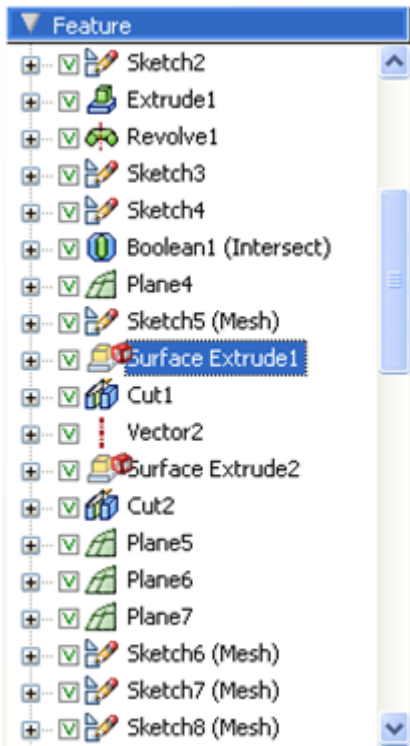 Feature
Sketch2
Extrude1
Revolve1
Sketch3
Sketch4
Boolean1 (Intersect)
Plane4
Sketch5 (Mesh)
Surface Extrude1
Cut1
Vector2
Surface Extrude2
Cut2
Plane5
Plane6
Plane7
Sketch6 (Mesh)
Sketch7 (Mesh)
Sketch8 (Mesh)